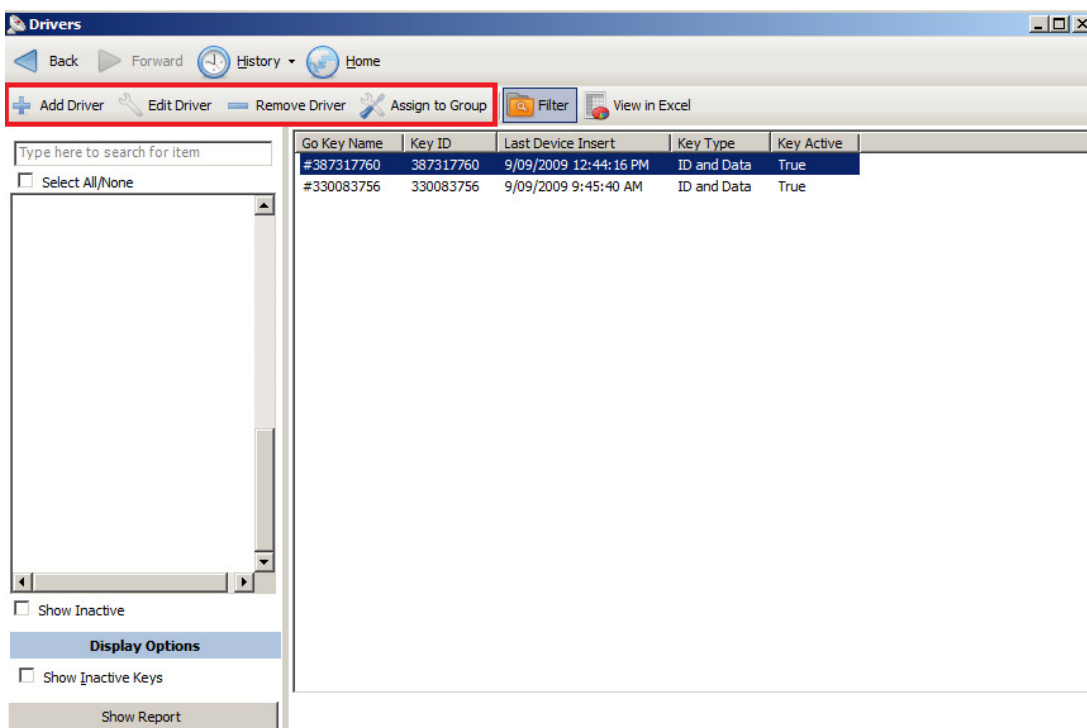 Drivers
Back Forward History Home
Add Driver Edit Driver Remove Driver Assign to Group Filter View in Excel
Type here to search for item
Select All/None
Go Key Name Key ID Last Device Insert Key Type Key Active
#387317760 387317760 9/09/2009 12:44:16 PM ID and Data True
#330083756 330083756 9/09/2009 9:45:40 AM ID and Data True
Show Inactive
Display Options
Show Inactive Keys
Show Report